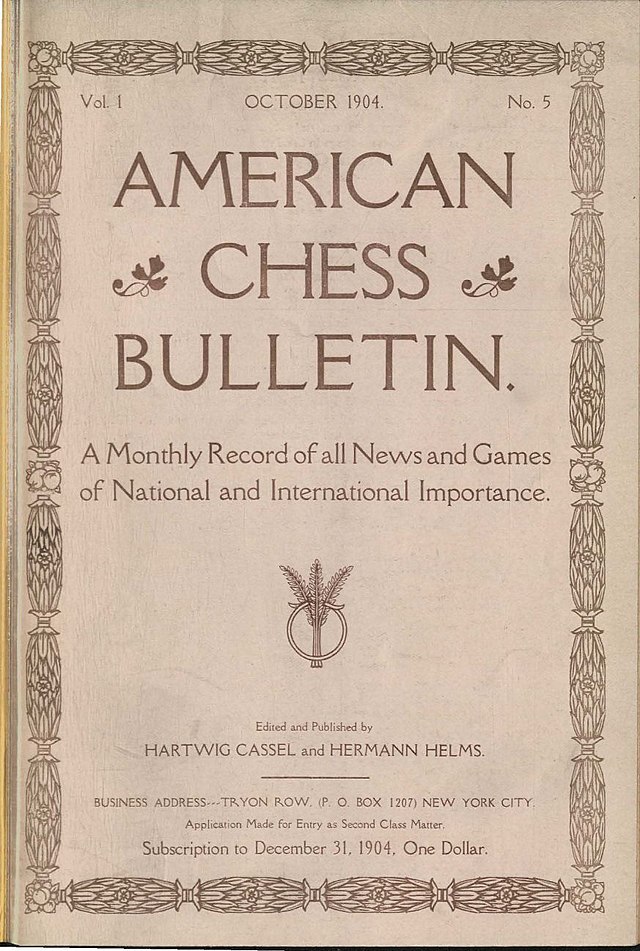 Vol. 1 OCTOBER 1904. No. 5
AMERICAN
CHESS
BULLETIN.
A Monthly Record of all News and Games
of National and International Importance.
Edited and Published by
HARTWIG CASSEL and HERMANN HELMS.
BUSINESS ADDRESS---TRYON ROW, (P. O. BOX 1207) NEW YORK CITY.
Application Made for Entry as Second Class Matter.
Subscription to December 31, 1904, One Dollar.